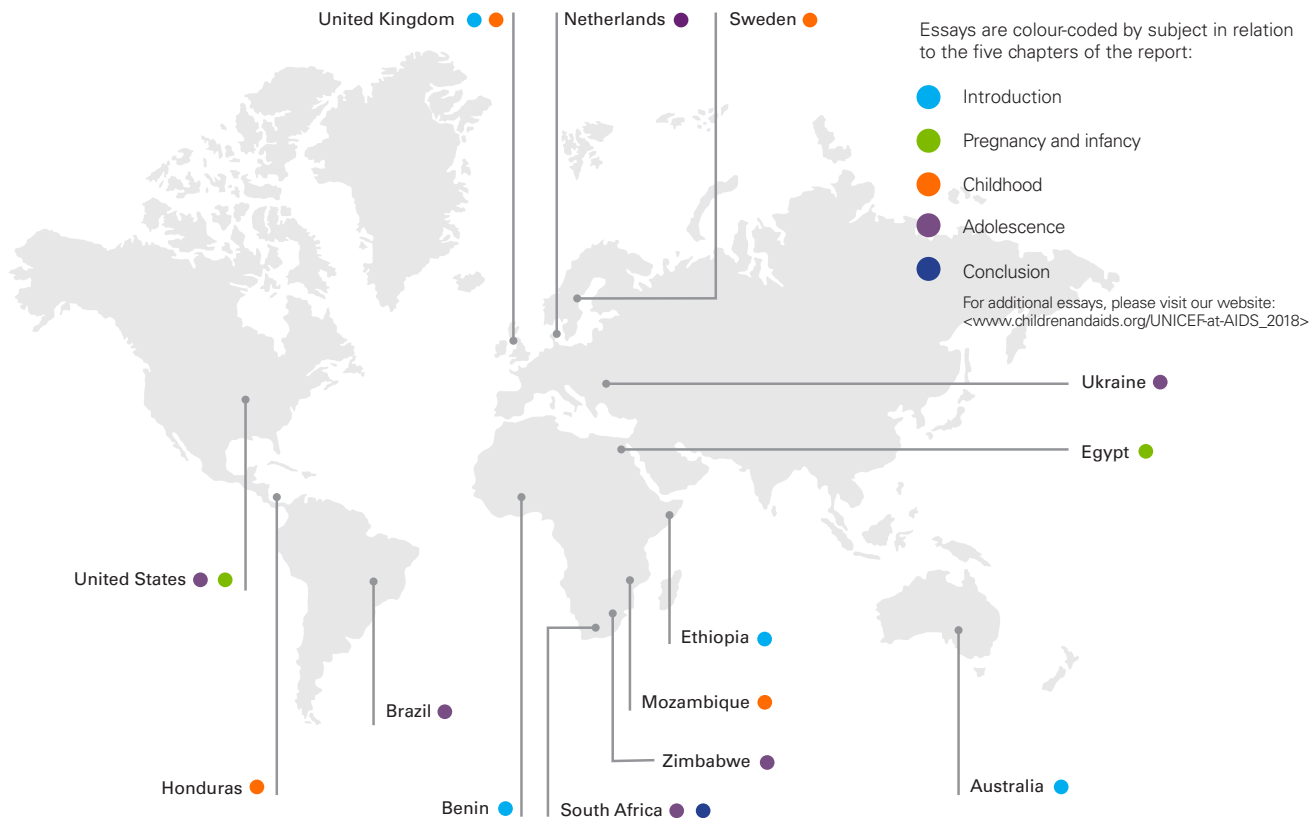 United Kingdom
Netherlands
Sweden
Essays are colour-coded by subject in relation
to the five chapters of the report:
Introduction
Pregnancy and infancy
Childhood
Adolescence
Conclusion
For additional essays, please visit our website:
<www.childrenandaids.org/UNICEF-at-AIDS_2018>
Ukraine
Egypt
United States
Ethiopia
Mozambique
Brazil
Zimbabwe
Honduras
Benin
South Africa
Australia